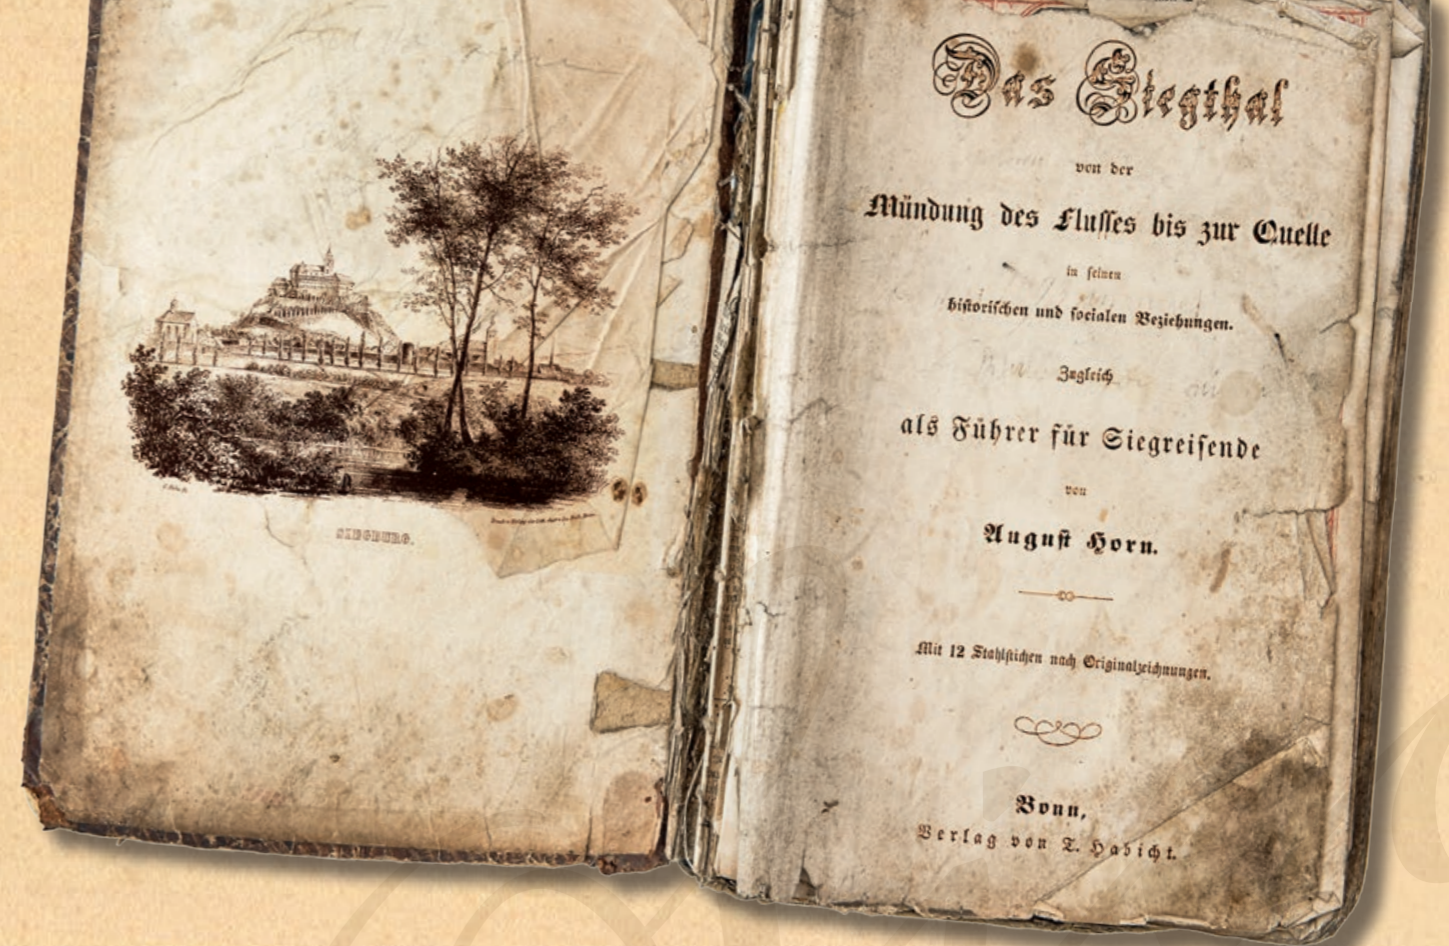 SIEGBURG.
Das Siegthal
von der
Mündung des Flusses bis zur Quelle
in seinen
historischen und socialen Beziehungen.
Zugleich
als Führer für Siegreisende
von
August Horn.
Mit 12 Stahlstichen nach Originalzeichnungen.
Bonn,
Verlag von T. Habicht.